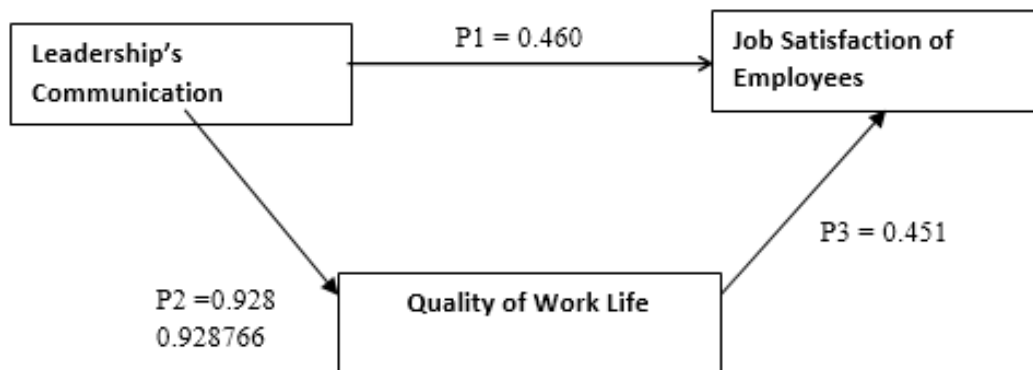 P1 = 0.460
Leadership’s
Communication
Job Satisfaction of
Employees
P3 = 0.451
P2 =0.928
0.928766
Quality of Work Life